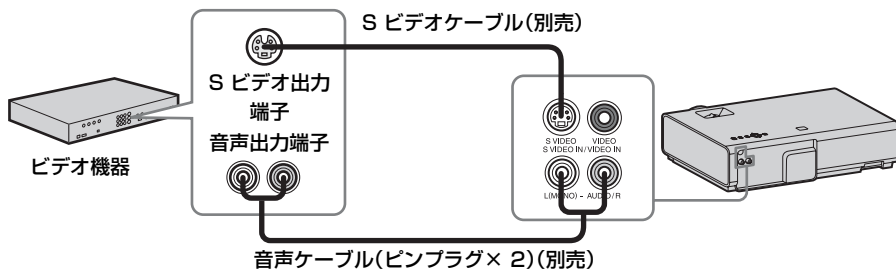 S ビデオケーブル(別売)
S ビデオ出力
端子
音声出力端子
ビデオ機器
S VIDEO VIDEO
S VIDEO IN/VIDEO IN
L(MONO) - AUDIO/R
音声ケーブル(ピンプラグ× 2)(別売)